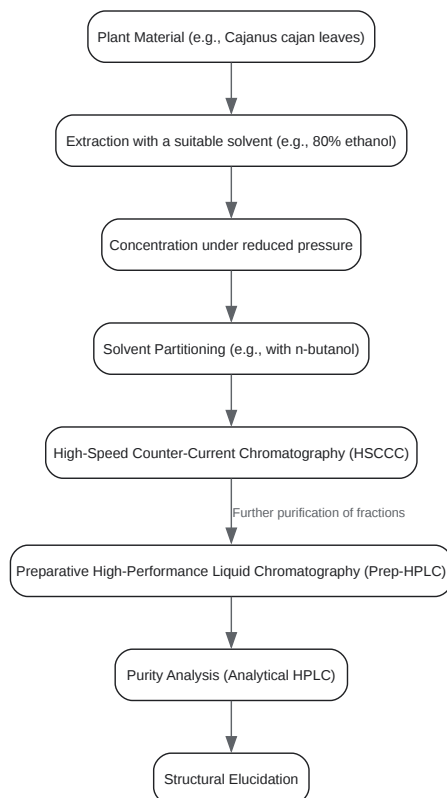 Plant Material (e.g., Cajanus cajan leaves)
Extraction with a suitable solvent (e.g., 80% ethanol)
Concentration under reduced pressure
Solvent Partitioning (e.g., with n-butanol)
High-Speed Counter-Current Chromatography (HSCCC)
Further purification of fractions
Preparative High-Performance Liquid Chromatography (Prep-HPLC)
Purity Analysis (Analytical HPLC)
Structural Elucidation